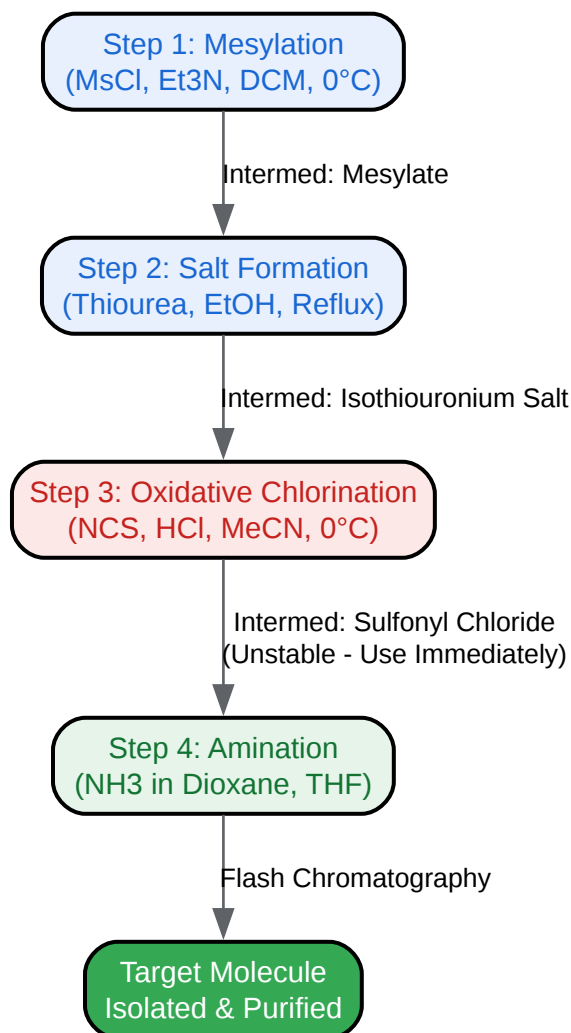 Step 1: Mesylation
(MsCl, Et3N, DCM, 0°C)
Intermed: Mesylate
Step 2: Salt Formation
(Thiourea, EtOH, Reflux)
Intermed: Isothiouronium Salt
Step 3: Oxidative Chlorination
(NCS, HCl, MeCN, 0°C)
Intermed: Sulfonyl Chloride
(Unstable - Use Immediately)
Step 4: Amination
(NH3 in Dioxane, THF)
Flash Chromatography
Target Molecule
Isolated & Purified